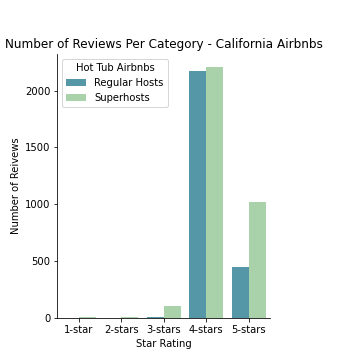 Number of Reviews Per Category - California Airbnbs
Hot Tub Airbnbs
Regular Hosts
Superhosts
Number of Reivews
2000
1500
1000
500
0
1-star 2-stars 3-stars 4-stars 5-stars
Star Rating